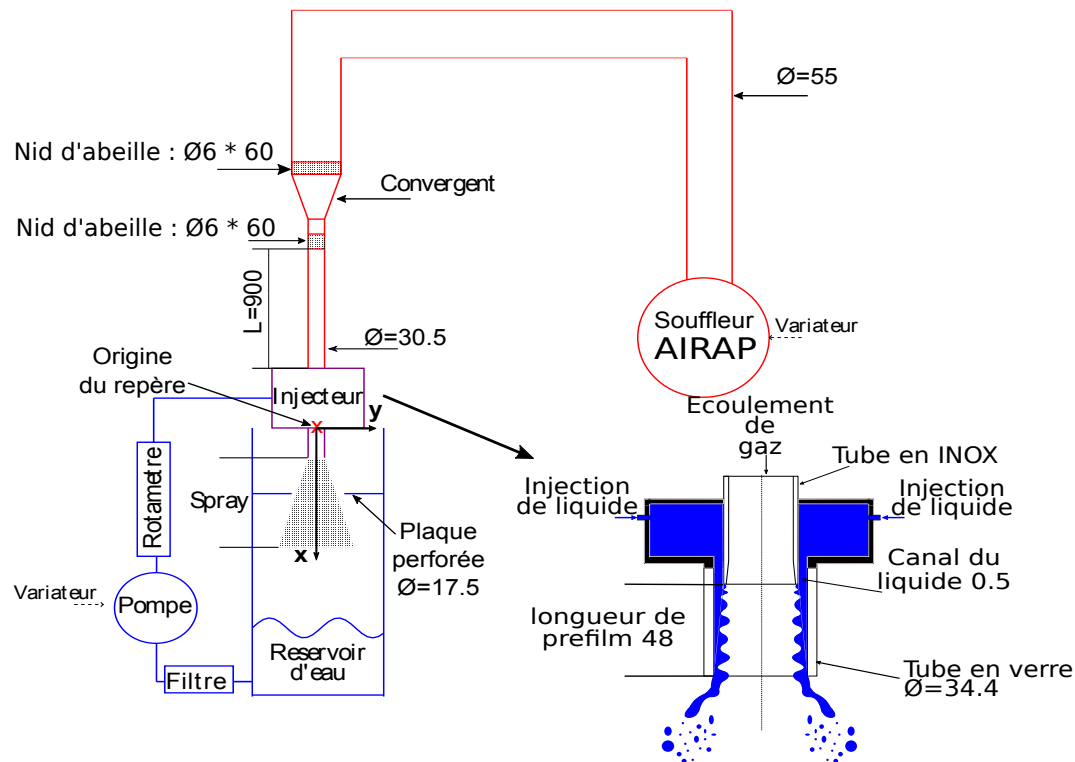 Ø=55
Nid d'abeille : Ø6 * 60
Convergent
Nid d'abeille : Ø6 * 60
L=900
Ø=30.5
Souffleur
AIRAP
Variateur
Origine
du repère
Injecteur
x
y
Spray
x
Plaque
perforée
Ø=17.5
Rotametre
Variateur
Pompe
Filtre
Reservoir
d'eau
Ecoulement
de
gaz
Tube en INOX
Injection
de liquide
Injection
de liquide
Canal du
liquide 0.5
longueur de
prefilm 48
Tube en verre
Ø=34.4